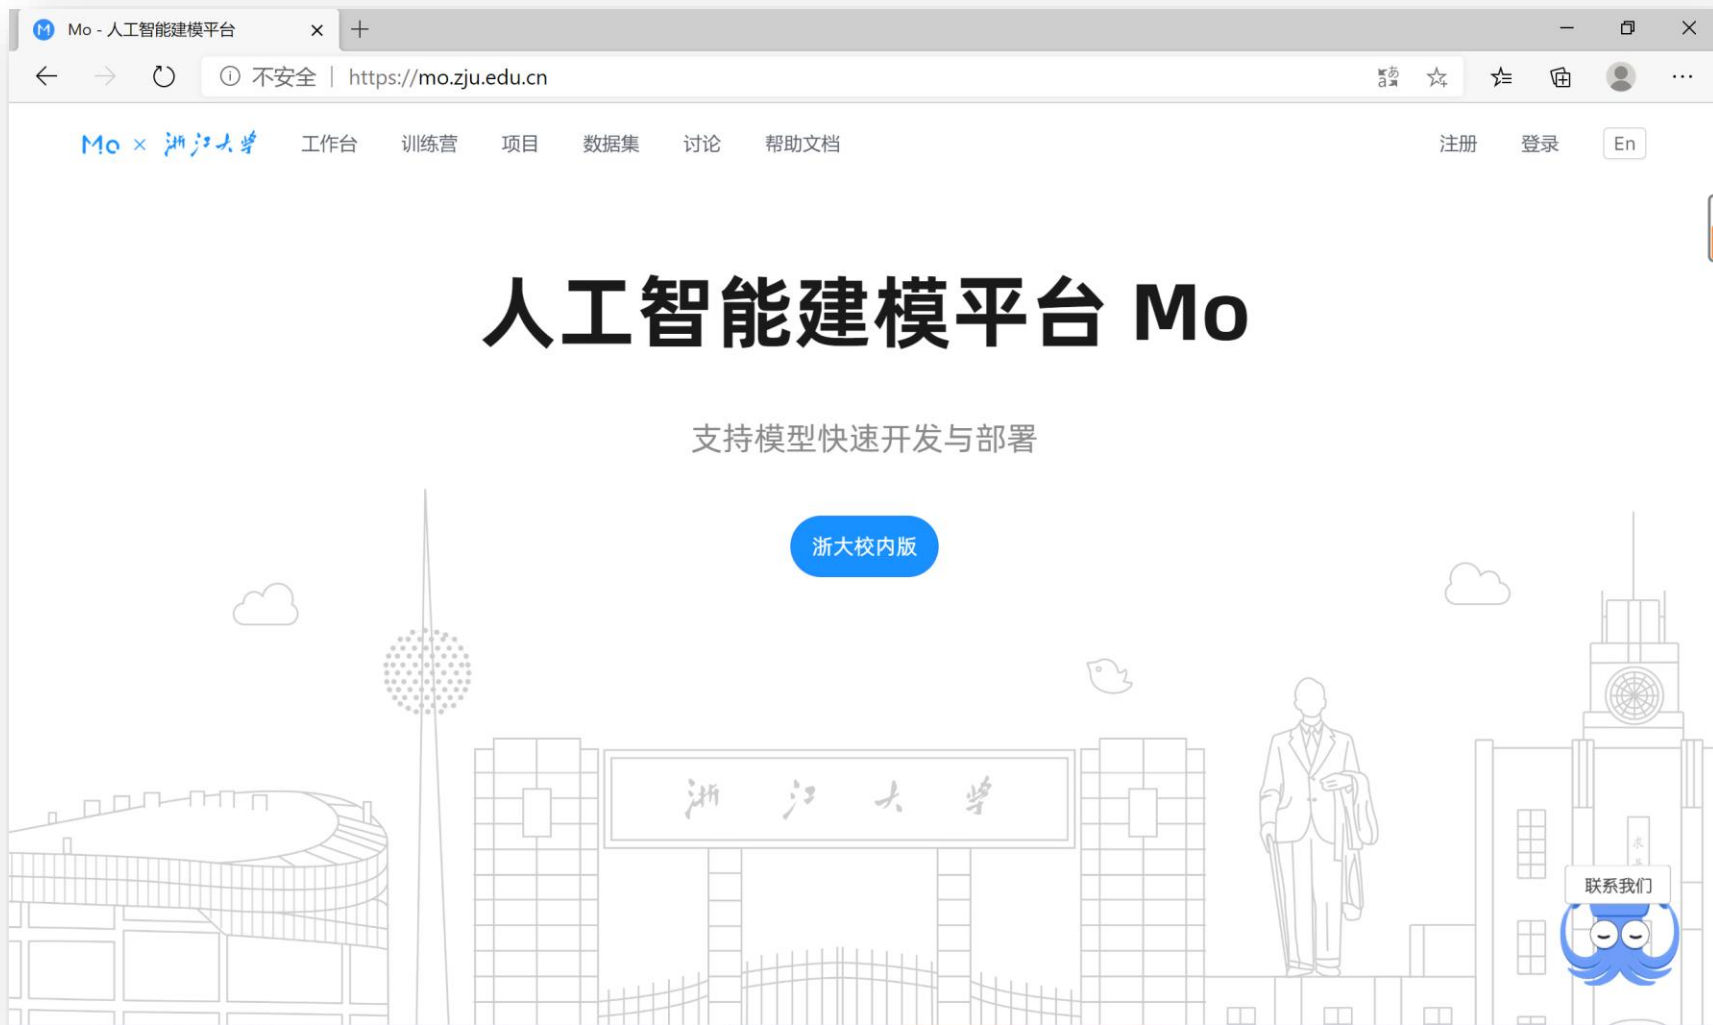 Mo - 人工智能建模平台
不安全 | https://mo.zju.edu.cn
Mo × 浙江大学 工作台 训练营 项目 数据集 讨论 帮助文档 注册 登录 En
人工智能建模平台 Mo
支持模型快速开发与部署
浙大校内版
浙 江 大 学
联系我们